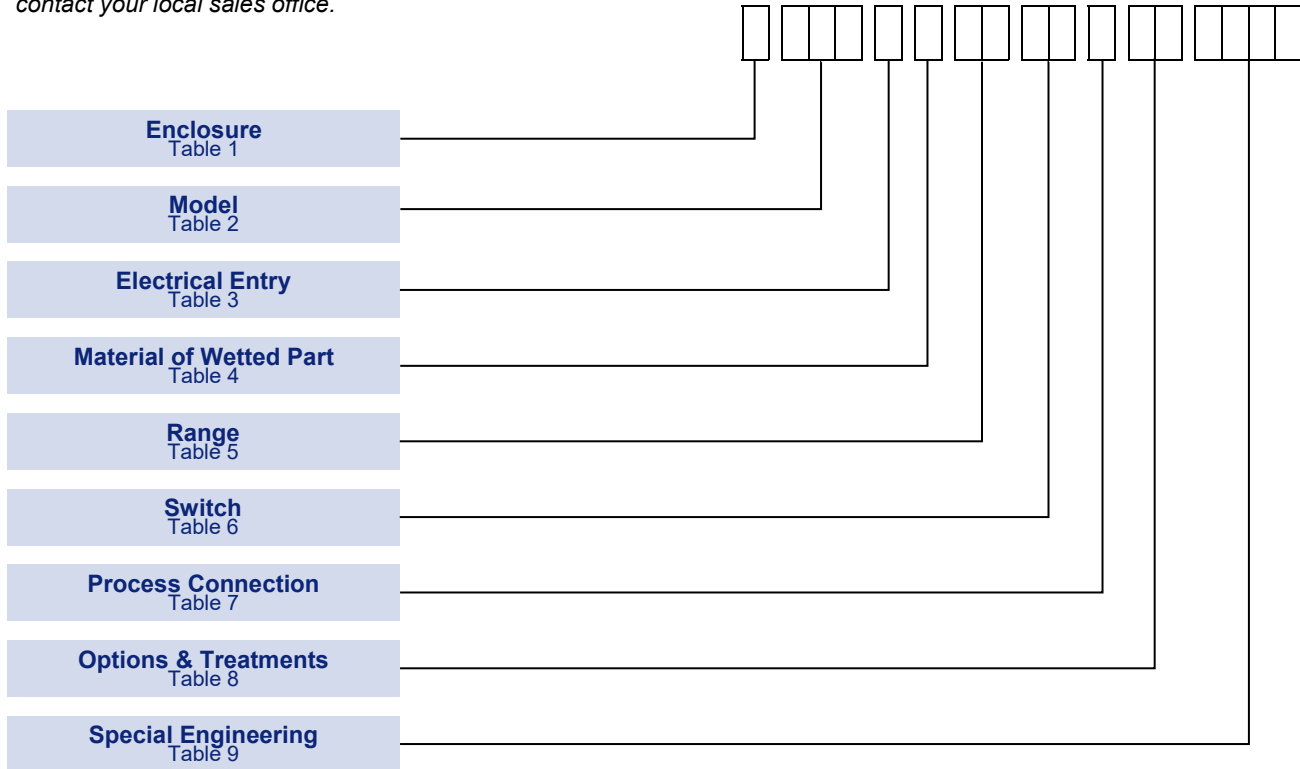 contact your local sales office.
Enclosure
Table 1
Model
Table 2
Electrical Entry
Table 3
Material of Wetted Part
Table 4
Range
Table 5
Switch
Table 6
Process Connection
Table 7
Options & Treatments
Table 8
Special Engineering
Table 9